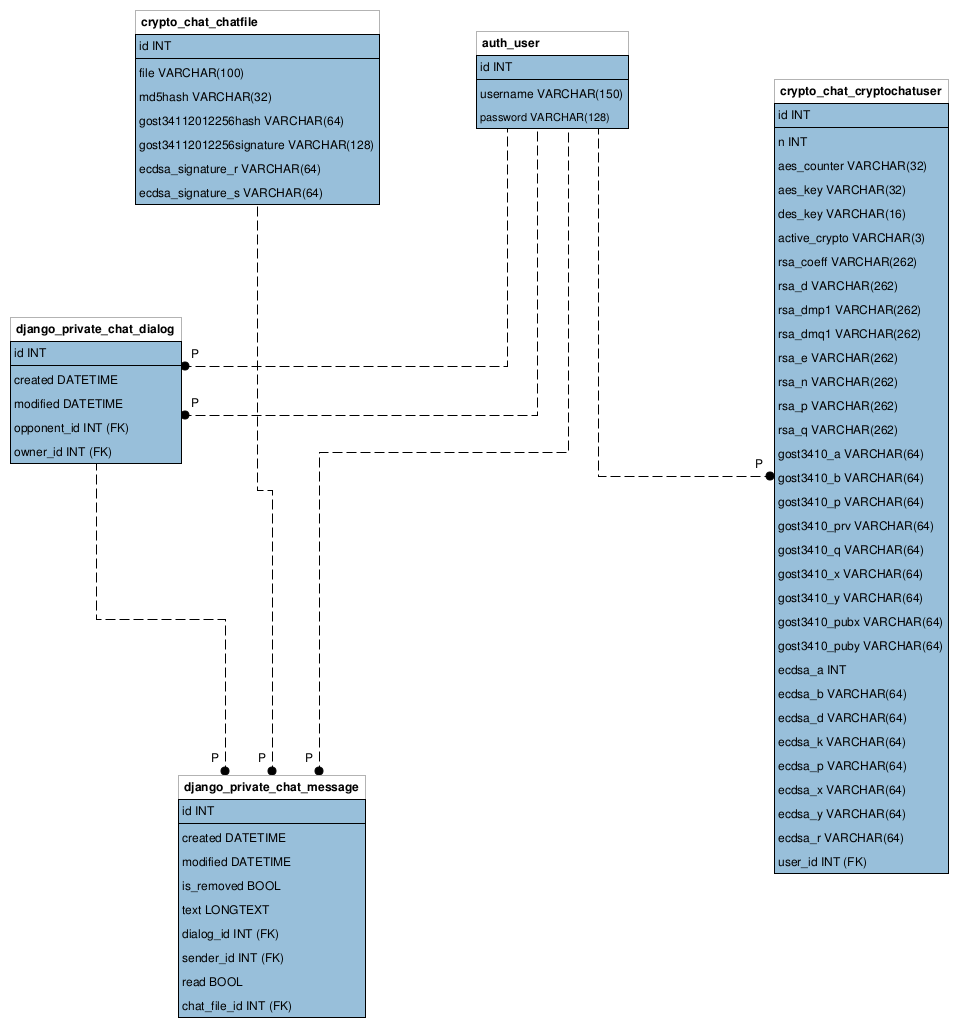 crypto_chat_chatfile
id INT
file VARCHAR(100)
md5hash VARCHAR(32)
gost34112012256hash VARCHAR(64)
gost34112012256signature VARCHAR(128)
ecdsa_signature_r VARCHAR(64)
ecdsa_signature_s VARCHAR(64)
auth_user
id INT
username VARCHAR(150)
password VARCHAR(128)
crypto_chat_cryptochatuser
id INT
n INT
aes_counter VARCHAR(32)
aes_key VARCHAR(32)
des_key VARCHAR(16)
active_crypto VARCHAR(3)
rsa_coeff VARCHAR(262)
rsa_d VARCHAR(262)
rsa_dmp1 VARCHAR(262)
rsa_dmq1 VARCHAR(262)
rsa_e VARCHAR(262)
rsa_n VARCHAR(262)
rsa_p VARCHAR(262)
rsa_q VARCHAR(262)
gost3410_a VARCHAR(64)
gost3410_b VARCHAR(64)
gost3410_p VARCHAR(64)
gost3410_prv VARCHAR(64)
gost3410_q VARCHAR(64)
gost3410_x VARCHAR(64)
gost3410_y VARCHAR(64)
gost3410_pubx VARCHAR(64)
gost3410_puby VARCHAR(64)
ecdsa_a INT
ecdsa_b VARCHAR(64)
ecdsa_d VARCHAR(64)
ecdsa_k VARCHAR(64)
ecdsa_p VARCHAR(64)
ecdsa_x VARCHAR(64)
ecdsa_y VARCHAR(64)
ecdsa_r VARCHAR(64)
user_id INT (FK)
django_private_chat_dialog
id INT
created DATETIME
modified DATETIME
opponent_id INT (FK)
owner_id INT (FK)
P
P
P
P
P
P
django_private_chat_message
id INT
created DATETIME
modified DATETIME
is_removed BOOL
text LONGTEXT
dialog_id INT (FK)
sender_id INT (FK)
read BOOL
chat_file_id INT (FK)